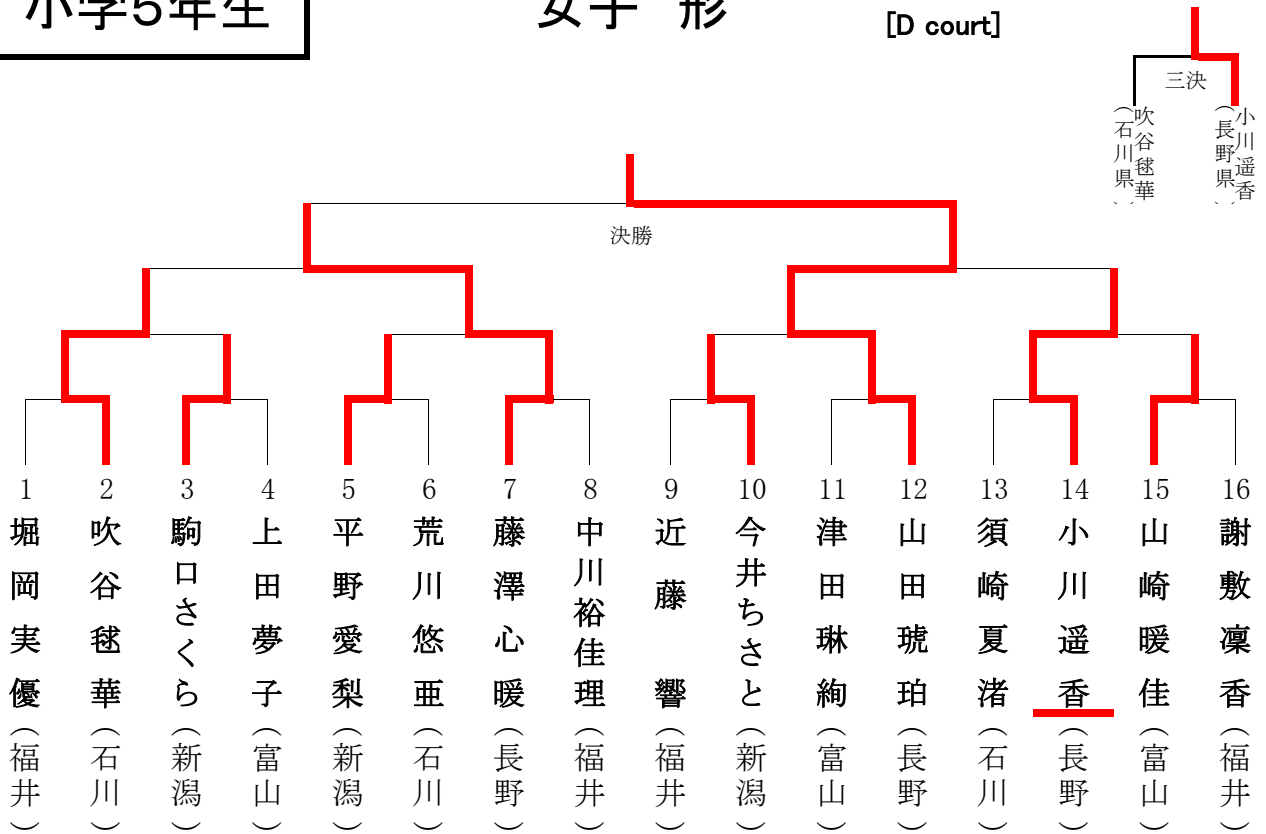 小学5年生
女子 形
[D court]
三決
吹谷毬華
（石川県）
小川遥香
（長野県）
決勝
1 2 3 4 5 6 7 8 9 10 11 12 13 14 15 16
堀岡実優（福井）
吹谷毬華（石川）
駒口さくら（新潟）
上田夢子（富山）
平野愛梨（新潟）
荒川悠亜（石川）
藤澤心暖（長野）
中川裕佳理（福井）
近藤 響（福井）
今井ちさと（新潟）
津田琳絢（富山）
山田琥珀（長野）
須崎夏渚（石川）
小川遥香（長野）
山崎暖佳（富山）
謝敷凜香（福井）